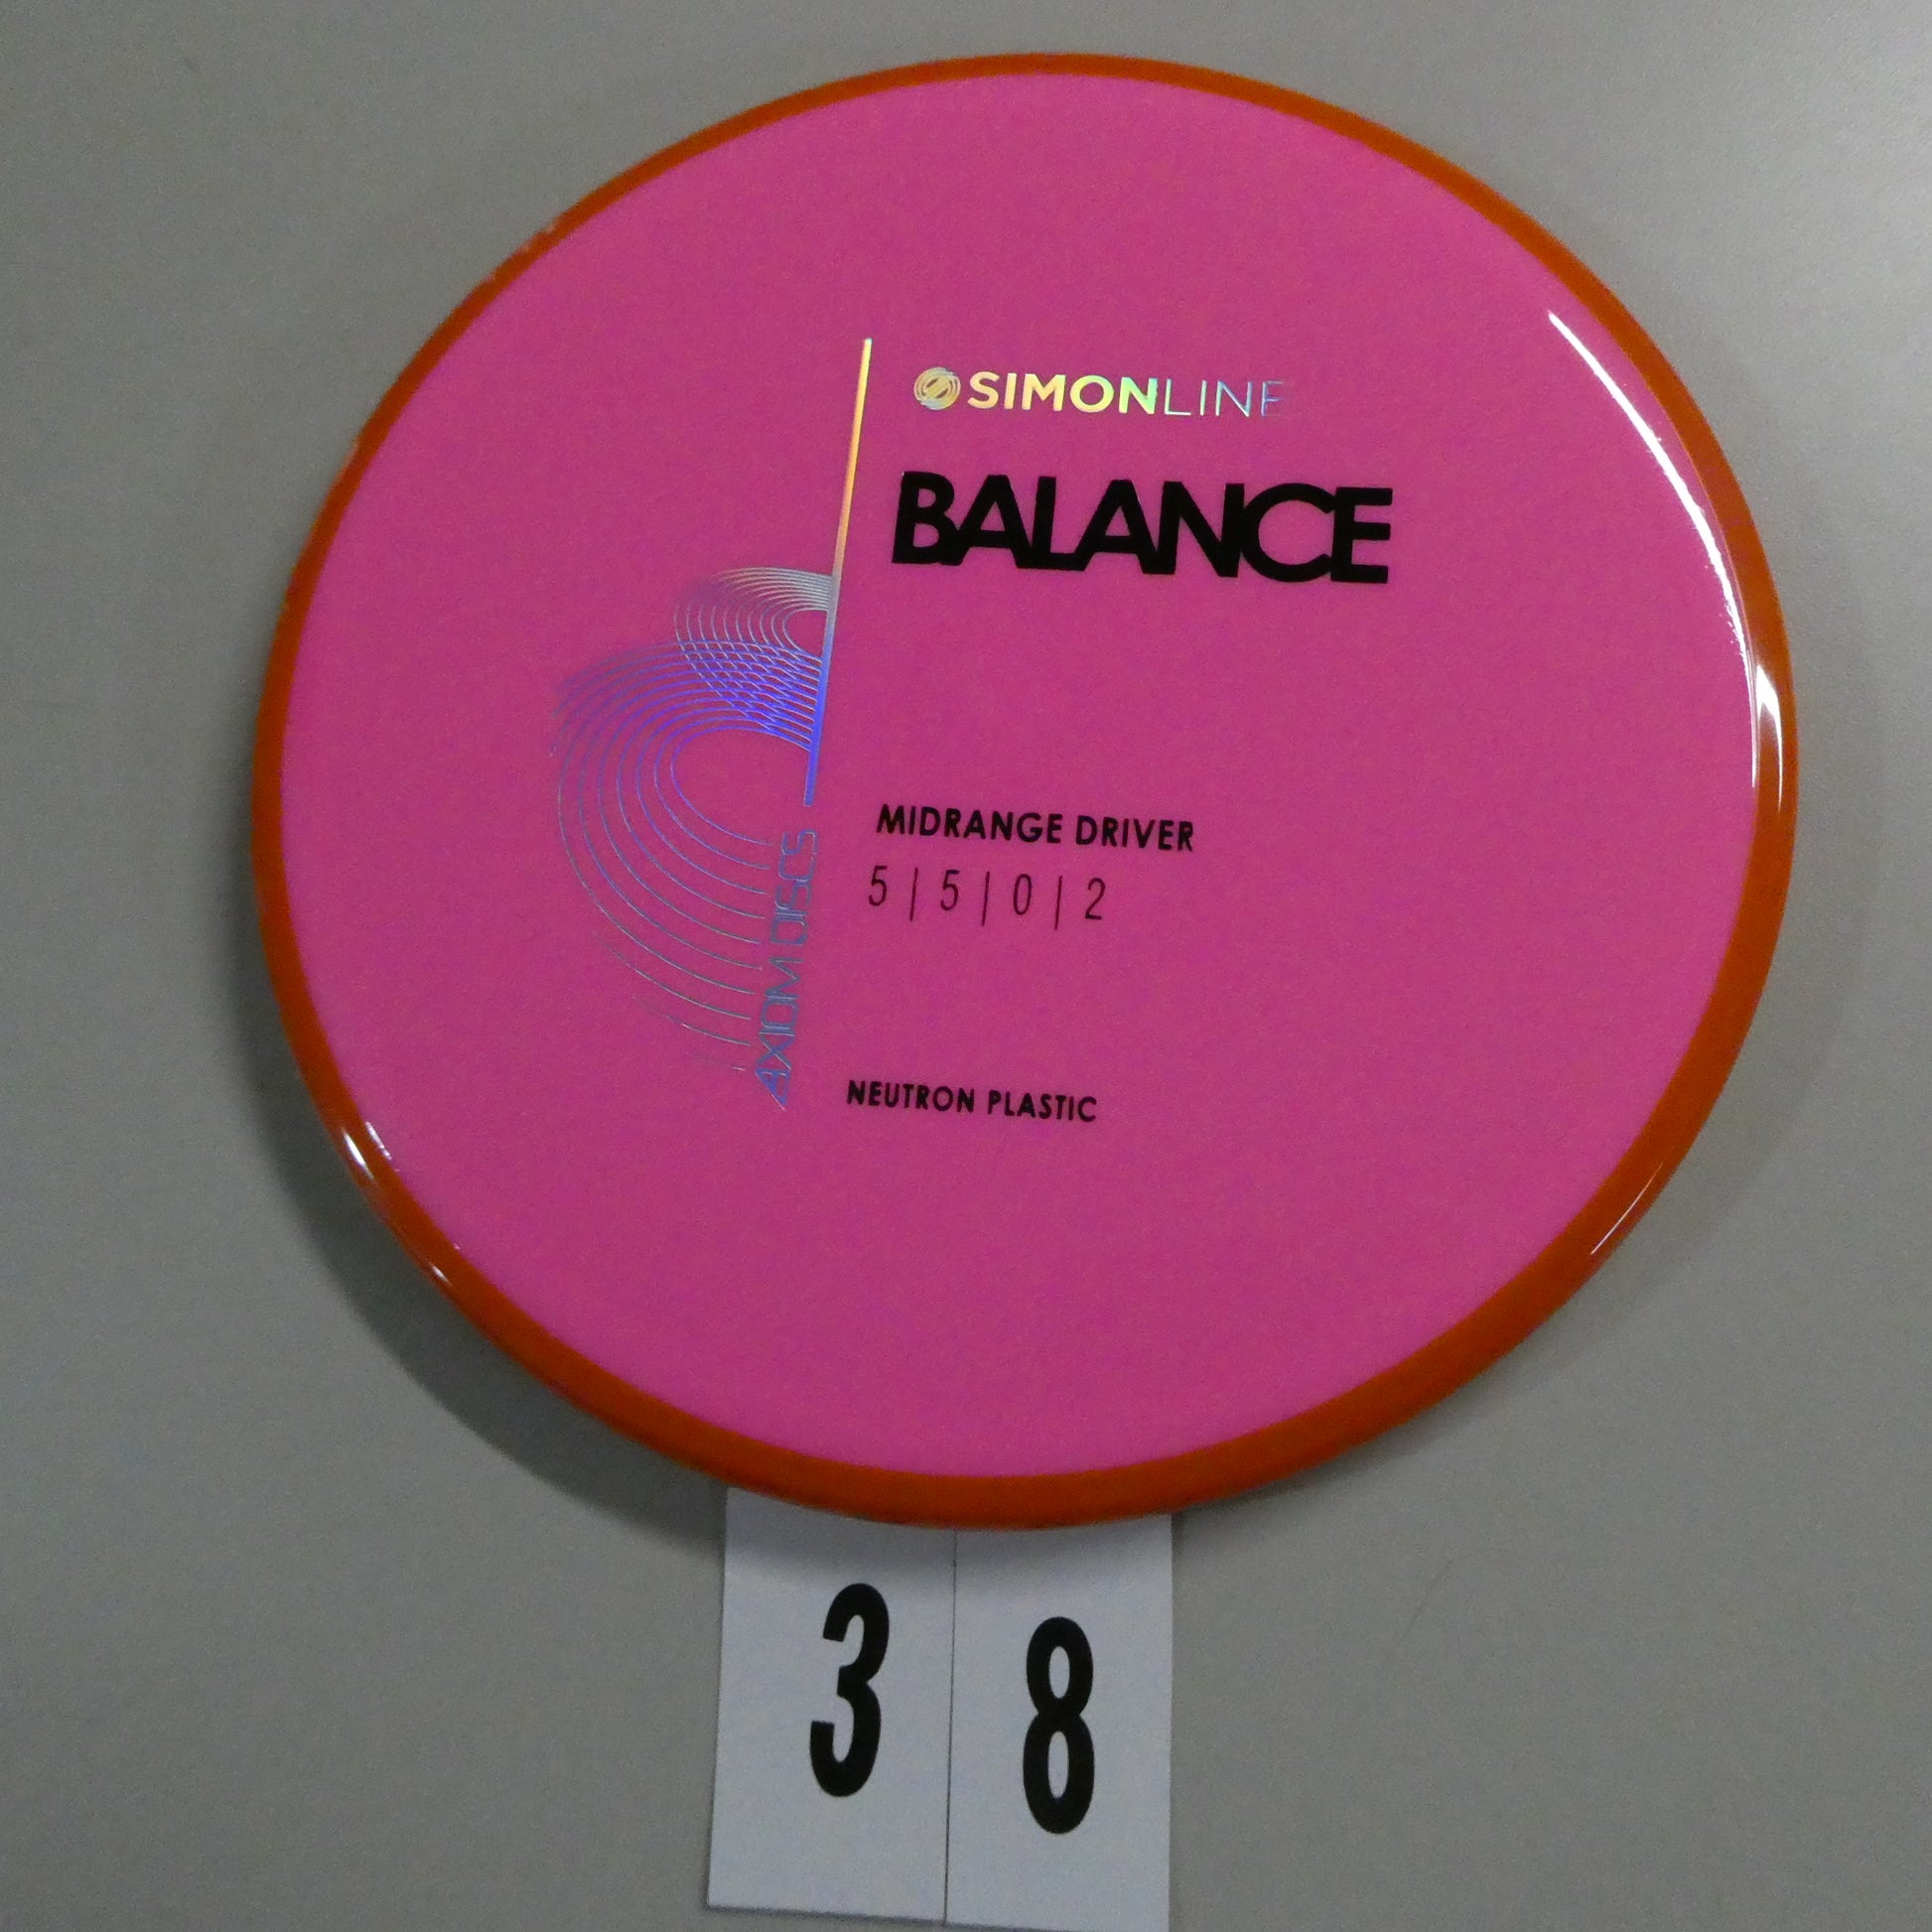 SIMONLINE
BALANCE
MIDRANGE DRIVER
5 | 5 | 0 | 2
AXIOM DISCS
NEUTRON PLASTIC
3 8